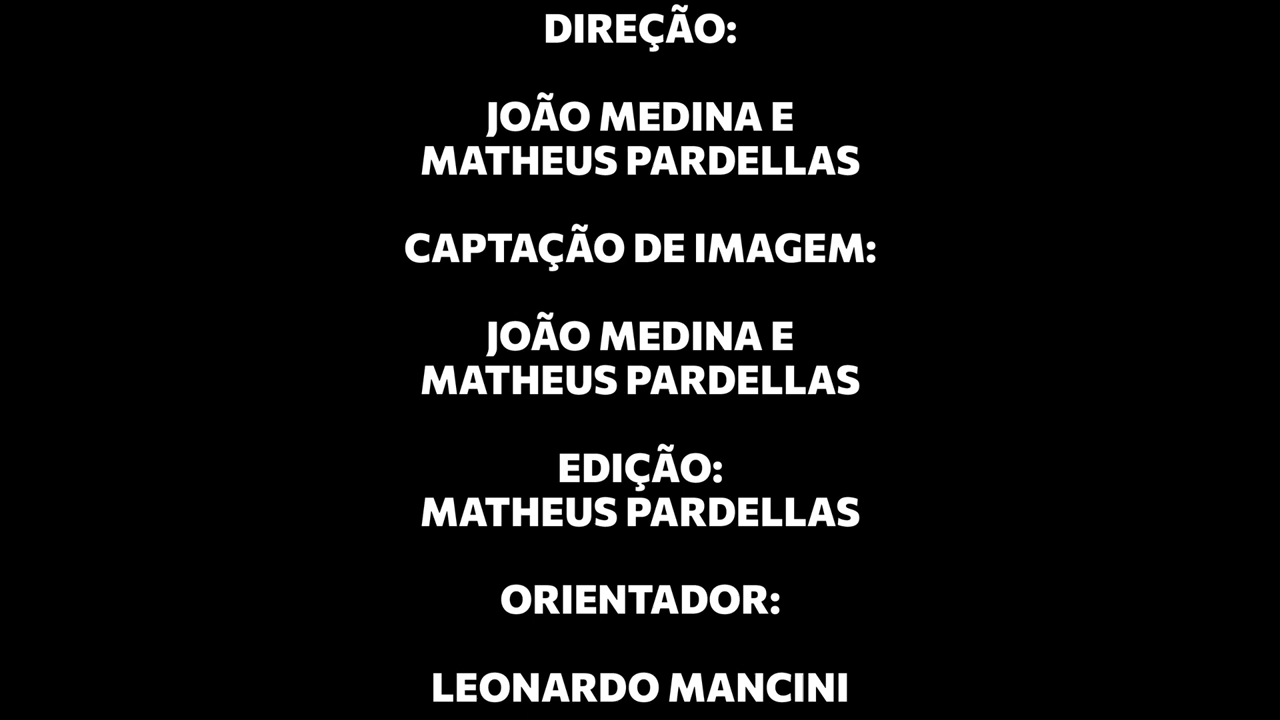 DIREÇÃO:
JOÃO MEDINA E
MATHEUS PARDELLAS
CAPTAÇÃO DE IMAGEM:
JOÃO MEDINA E
MATHEUS PARDELLAS
EDIÇÃO:
MATHEUS PARDELLAS
ORIENTADOR:
LEONARDO MANCINI